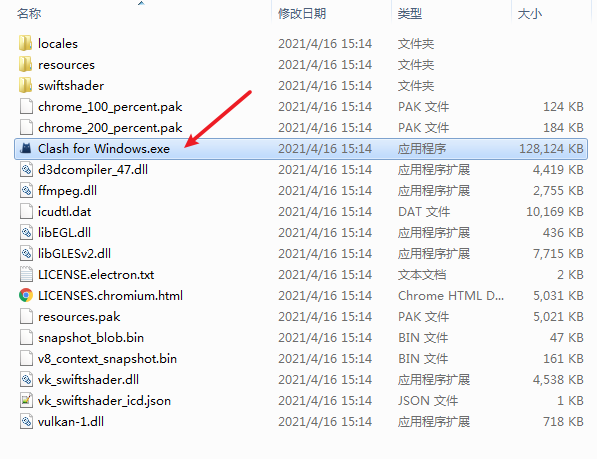 名称 修改日期 类型 大小
locales 2021/4/16 15:14 文件夹
resources 2021/4/16 15:14 文件夹
swiftshader 2021/4/16 15:14 文件夹
chrome_100_percent.pak 2021/4/16 15:14 PAK 文件 124 KB
chrome_200_percent.pak 2021/4/16 15:14 PAK 文件 184 KB
Clash for Windows.exe 2021/4/16 15:14 应用程序 128,124 KB
d3dcompiler_47.dll 2021/4/16 15:14 应用程序扩展 4,419 KB
ffmpeg.dll 2021/4/16 15:14 应用程序扩展 2,755 KB
icudtl.dat 2021/4/16 15:14 DAT 文件 10,169 KB
libEGL.dll 2021/4/16 15:14 应用程序扩展 436 KB
libGLESv2.dll 2021/4/16 15:14 应用程序扩展 7,715 KB
LICENSE.electron.txt 2021/4/16 15:14 文本文档 2 KB
LICENSES.chromium.html 2021/4/16 15:14 Chrome HTML D... 5,031 KB
resources.pak 2021/4/16 15:14 PAK 文件 5,021 KB
snapshot_blob.bin 2021/4/16 15:14 BIN 文件 47 KB
v8_context_snapshot.bin 2021/4/16 15:14 BIN 文件 161 KB
vk_swiftshader.dll 2021/4/16 15:14 应用程序扩展 4,538 KB
vk_swiftshader_icd.json 2021/4/16 15:14 JSON 文件 1 KB
vulkan-1.dll 2021/4/16 15:14 应用程序扩展 718 KB